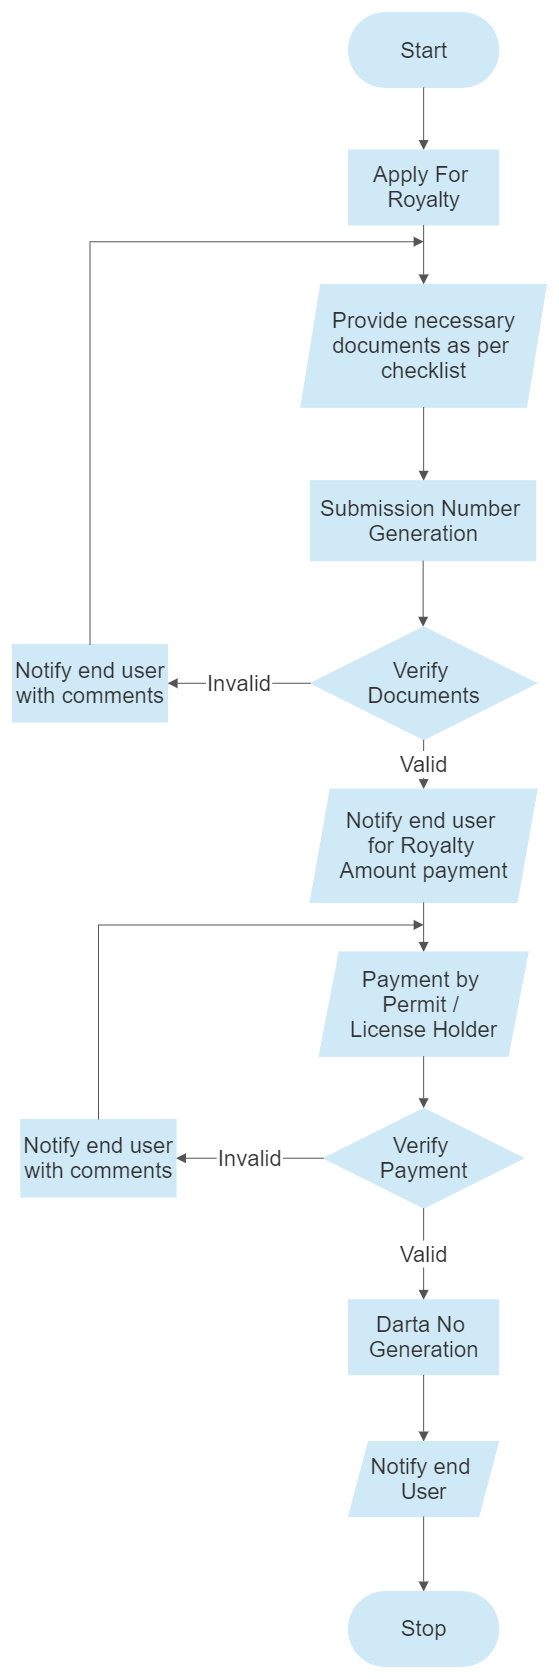 Start
Apply For
Royalty
Provide necessary
documents as per
checklist
Submission Number
Generation
Verify
Documents
Invalid
Notify end user
with comments
Valid
Notify end user
for Royalty
Amount payment
Payment by
Permit /
License Holder
Verify
Payment
Invalid
Notify end user
with comments
Valid
Darta No
Generation
Notify end
User
Stop